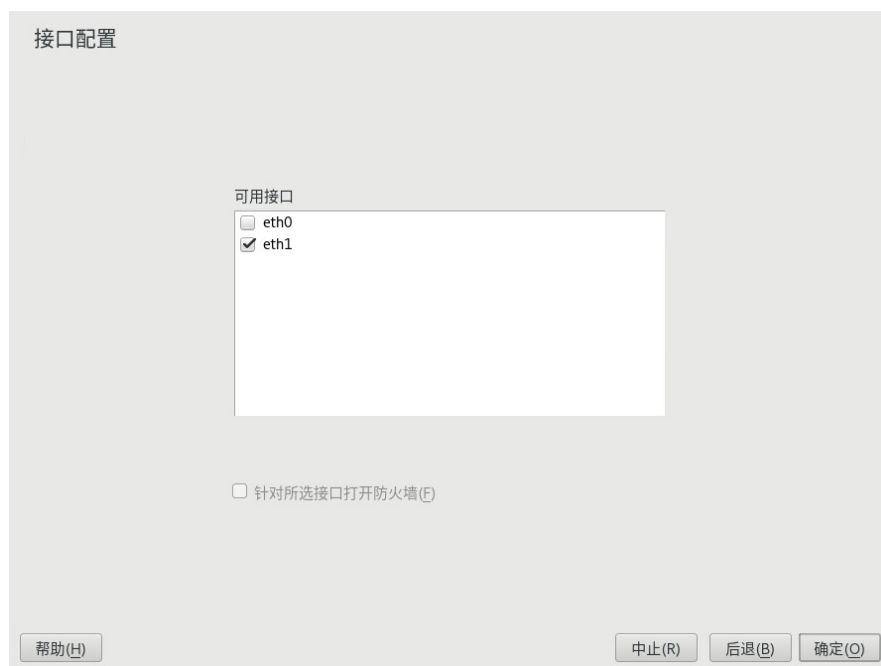 接口配置
可用接口
eth0
eth1
针对所选接口打开防火墙(F)
帮助(H)
中止(R)
后退(B)
确定(O)